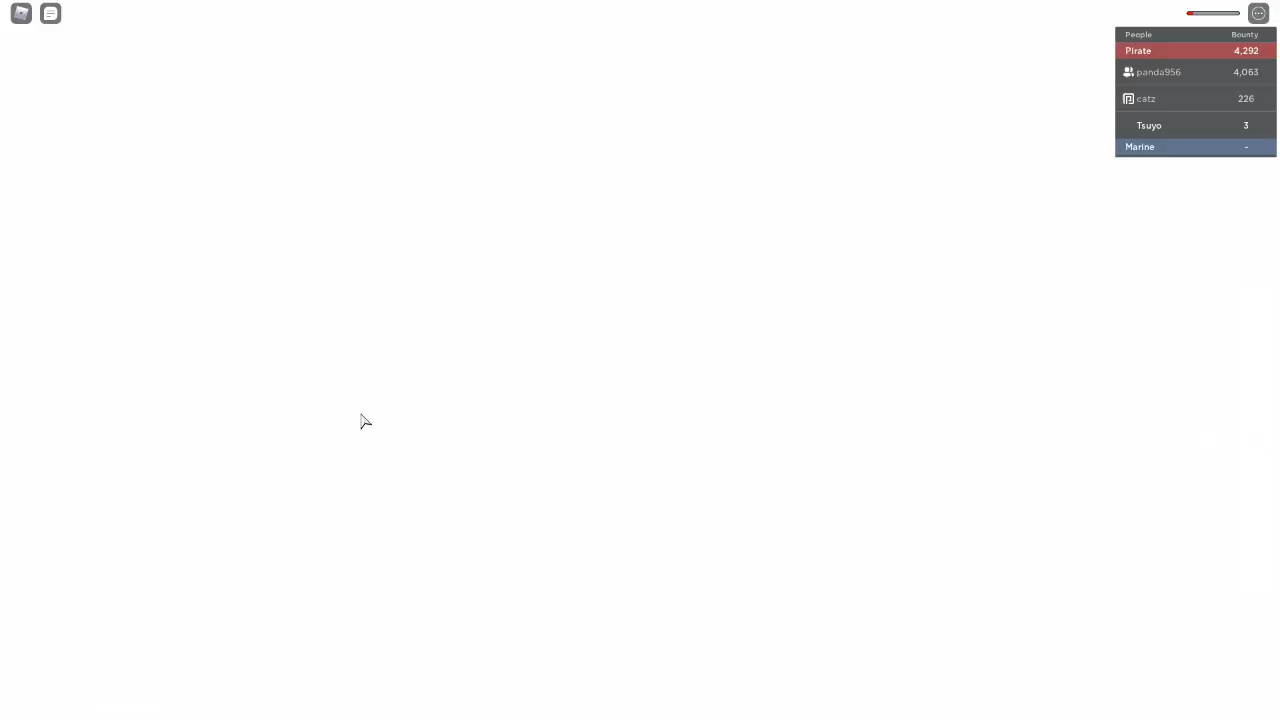 People Bounty
Pirate 4,292
panda956 4,063
catz 226
Tsuyo 3
Marine -